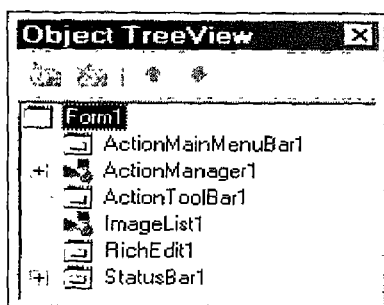 Object TreeView
Form1
ActionMainMenuBar1
ActionManager1
ActionToolBar1
ImageList1
RichEdit1
StatusBar1